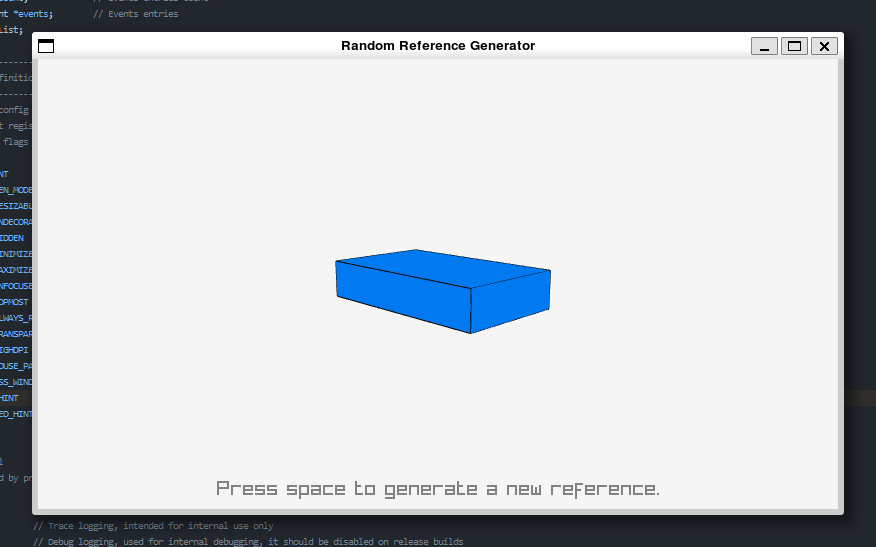 nt *events;        // Events entries
List;
Random Reference Generator
finitio
config
t regis
flags
NT
EN_MODE
ESIZABL
NDECORA
IDDEN
INIMIZE
AXIMIZE
NFOCUSE
OPMOST
LWAYS_R
RANSPAR
IGHDPI
OUSE_PA
SS_WIND
HINT
ED_HINT
l
d by pr
Press space to generate a new reference.
// Trace logging, intended for internal use only
// Debug logging, used for internal debugging, it should be disabled on release builds